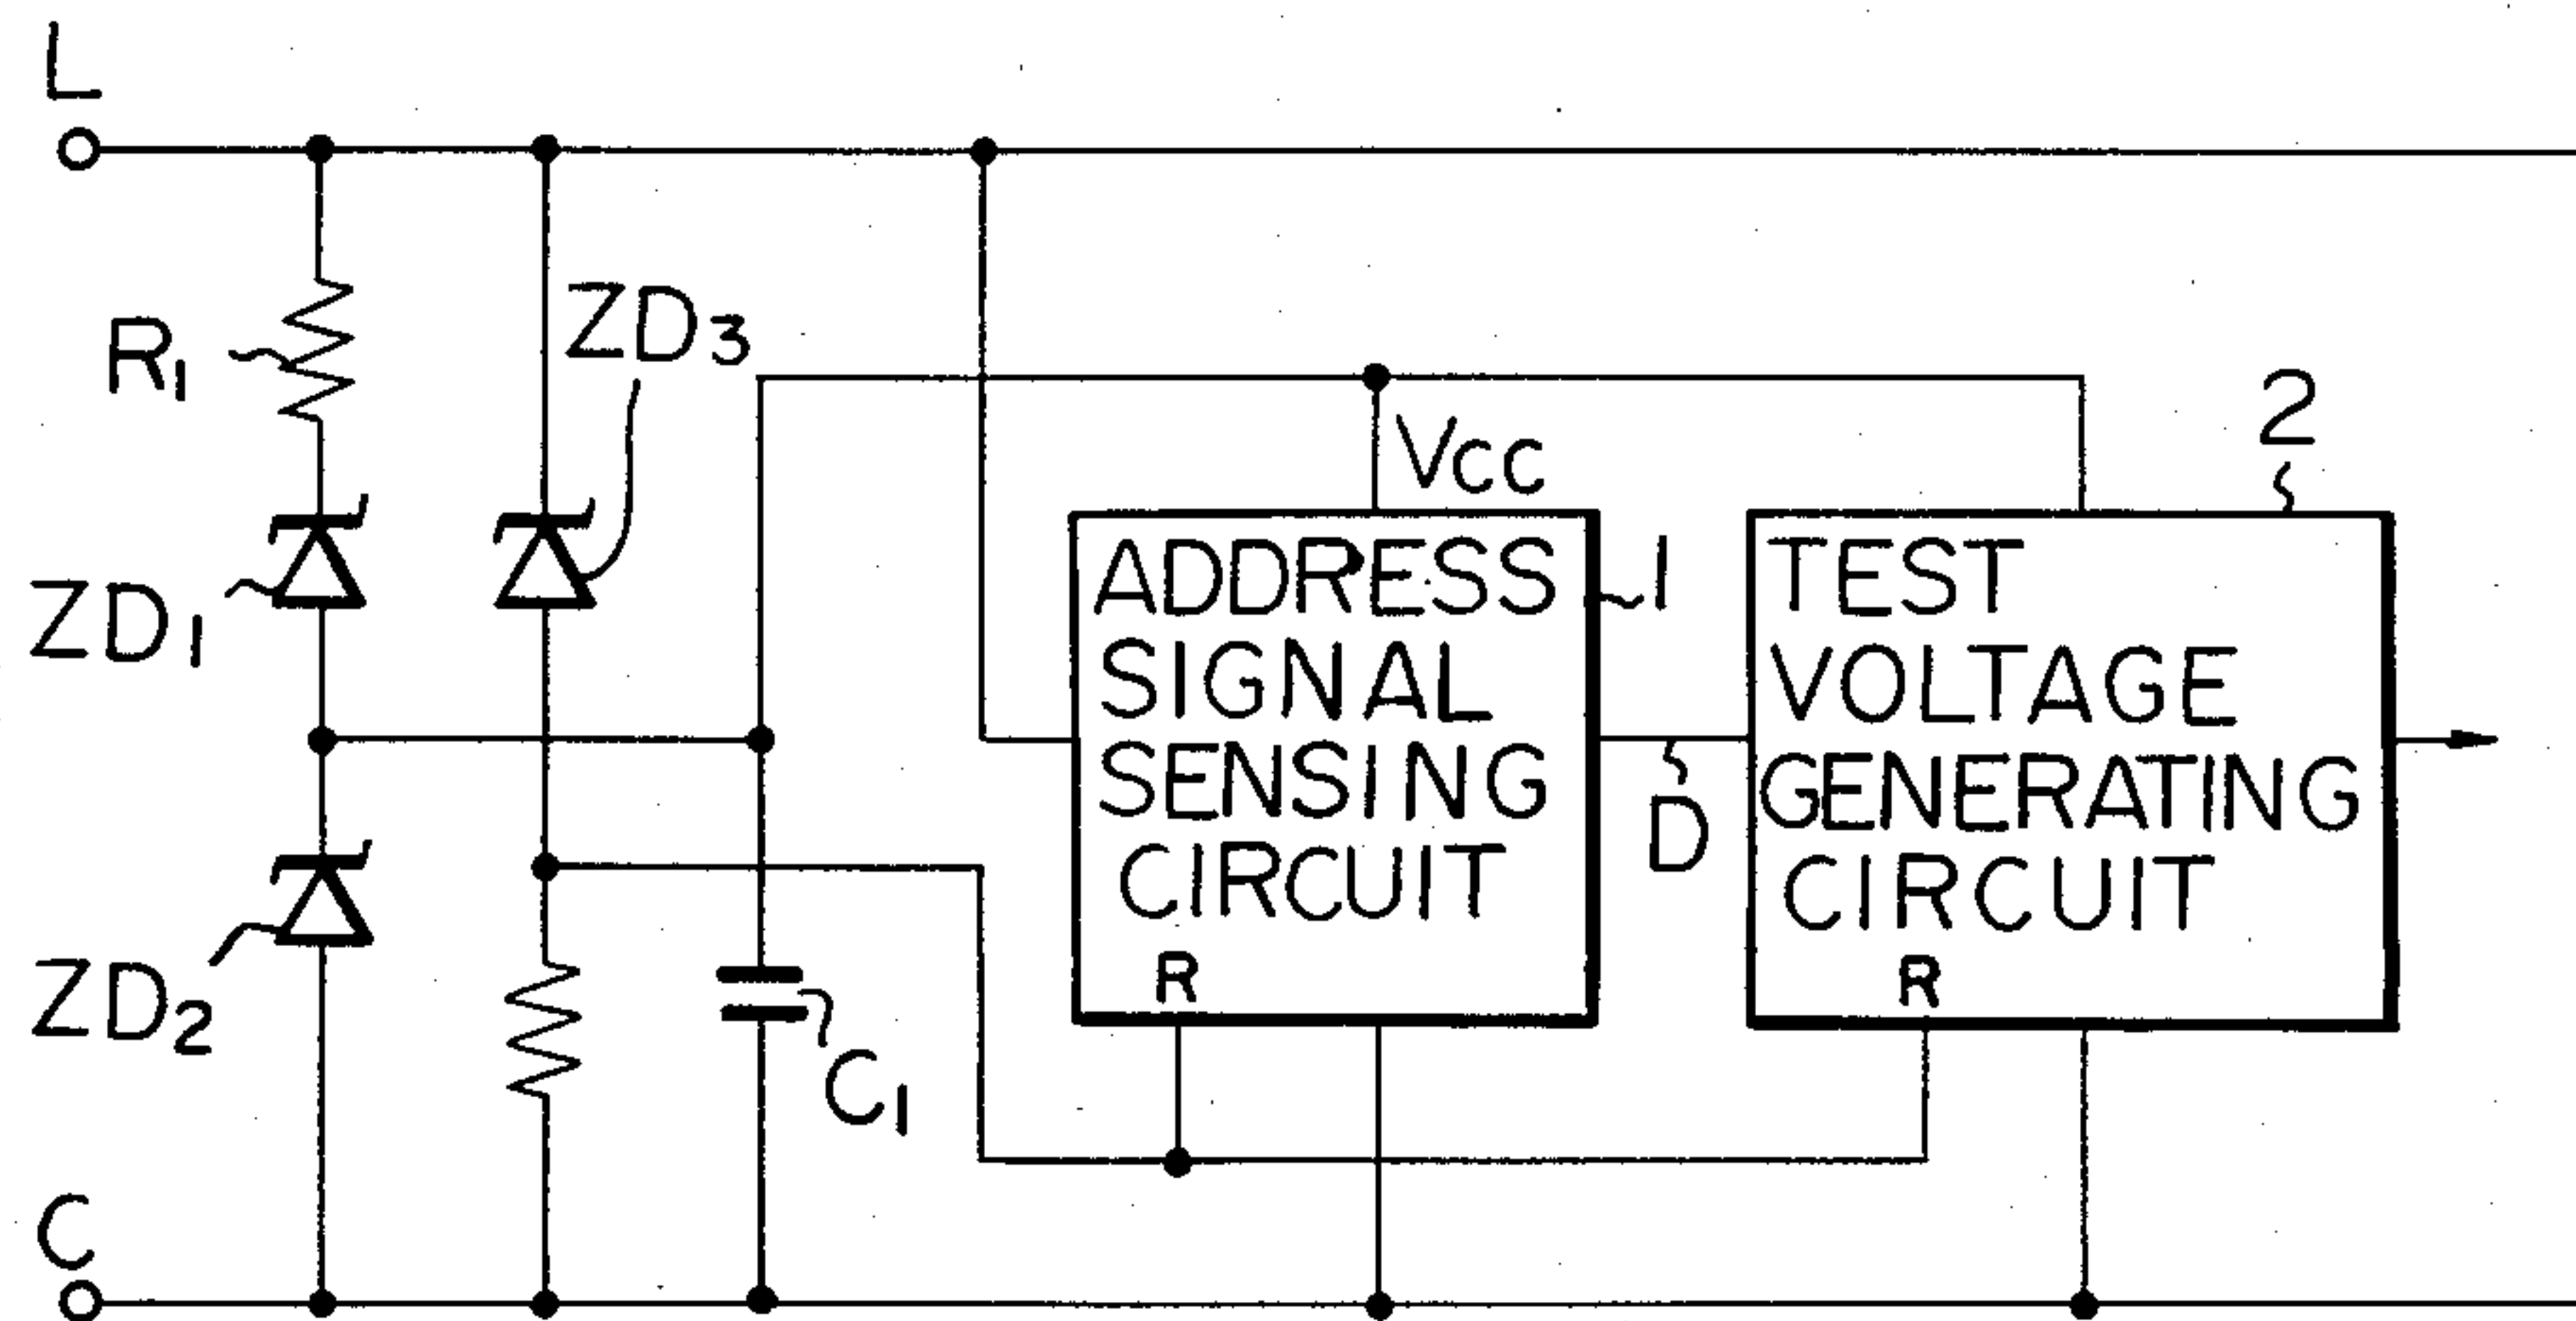 L
R1
ZD3
2
VCC
ADDRESS
SIGNAL
SENSING
CIRCUIT
R
1
TEST
VOLTAGE
GENERATING
CIRCUIT
R
ZD1
D
ZD2
C1
C